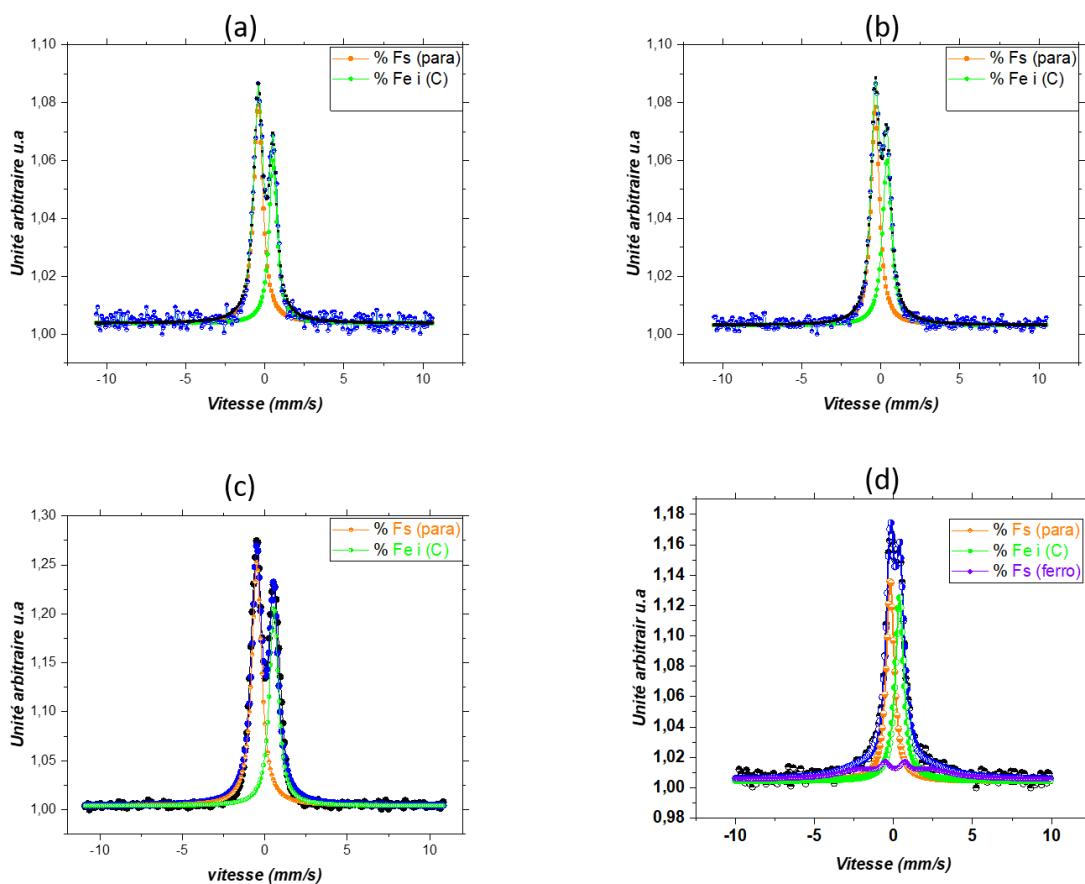 (a)
1,10
1,08
1,06
1,04
1,02
1,00
Unité arbitraire u.a
% Fs (para)
% Fe i (C)
-10 -5 0 5 10
Vitesse (mm/s)
(b)
1,10
1,08
1,06
1,04
1,02
1,00
Unité arbitraire u.a
% Fs (para)
% Fe i (C)
-10 -5 0 5 10
Vitesse (mm/s)
(c)
1,30
1,25
1,20
1,15
1,10
1,05
1,00
Unité arbitraire u.a
% Fs (para)
% Fe i (C)
-10 -5 0 5 10
vitesse (mm/s)
(d)
1,18
1,16
1,14
1,12
1,10
1,08
1,06
1,04
1,02
1,00
0,98
Unité arbitrair u.a
% Fs (para)
% Fe i (C)
% Fs (ferro)
-10 -5 0 5 10
Vitesse (mm/s)